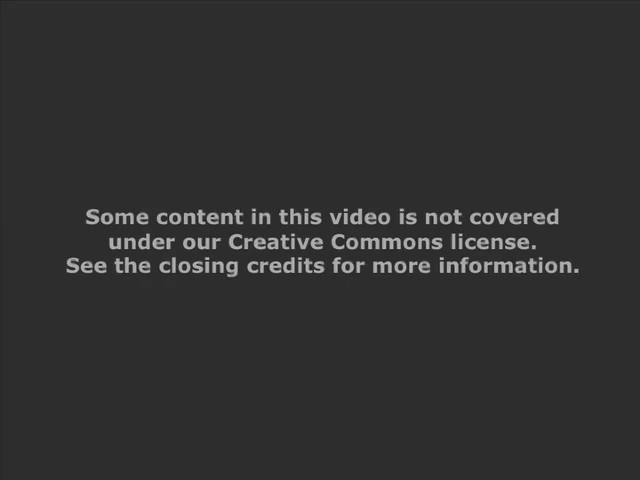 Some content in this video is not covered
under our Creative Commons license.
See the closing credits for more information.